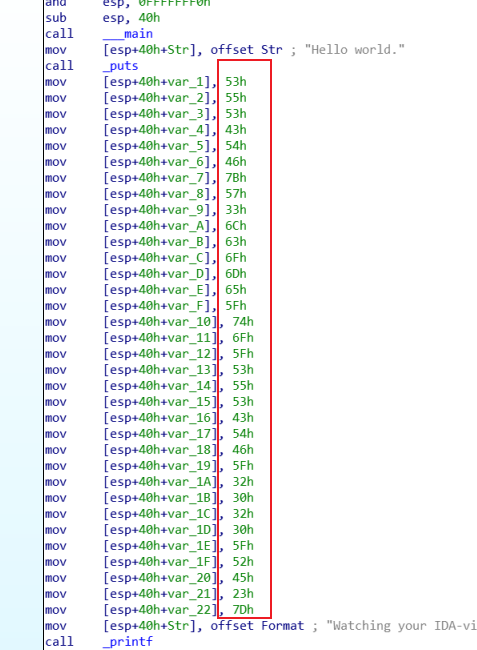 and esp, 0FFFFFFF0h
sub esp, 40h
call ___main
mov [esp+40h+Str], offset Str ; "Hello world."
call _puts
mov [esp+40h+var_1], 53h
mov [esp+40h+var_2], 55h
mov [esp+40h+var_3], 53h
mov [esp+40h+var_4], 43h
mov [esp+40h+var_5], 54h
mov [esp+40h+var_6], 46h
mov [esp+40h+var_7], 7Bh
mov [esp+40h+var_8], 57h
mov [esp+40h+var_9], 33h
mov [esp+40h+var_A], 6Ch
mov [esp+40h+var_B], 63h
mov [esp+40h+var_C], 6Fh
mov [esp+40h+var_D], 6Dh
mov [esp+40h+var_E], 65h
mov [esp+40h+var_F], 5Fh
mov [esp+40h+var_10], 74h
mov [esp+40h+var_11], 6Fh
mov [esp+40h+var_12], 5Fh
mov [esp+40h+var_13], 53h
mov [esp+40h+var_14], 55h
mov [esp+40h+var_15], 53h
mov [esp+40h+var_16], 43h
mov [esp+40h+var_17], 54h
mov [esp+40h+var_18], 46h
mov [esp+40h+var_19], 5Fh
mov [esp+40h+var_1A], 32h
mov [esp+40h+var_1B], 30h
mov [esp+40h+var_1C], 32h
mov [esp+40h+var_1D], 30h
mov [esp+40h+var_1E], 5Fh
mov [esp+40h+var_1F], 52h
mov [esp+40h+var_20], 45h
mov [esp+40h+var_21], 23h
mov [esp+40h+var_22], 7Dh
mov [esp+40h+Str], offset Format ; "Watching your IDA-vi
call _printf